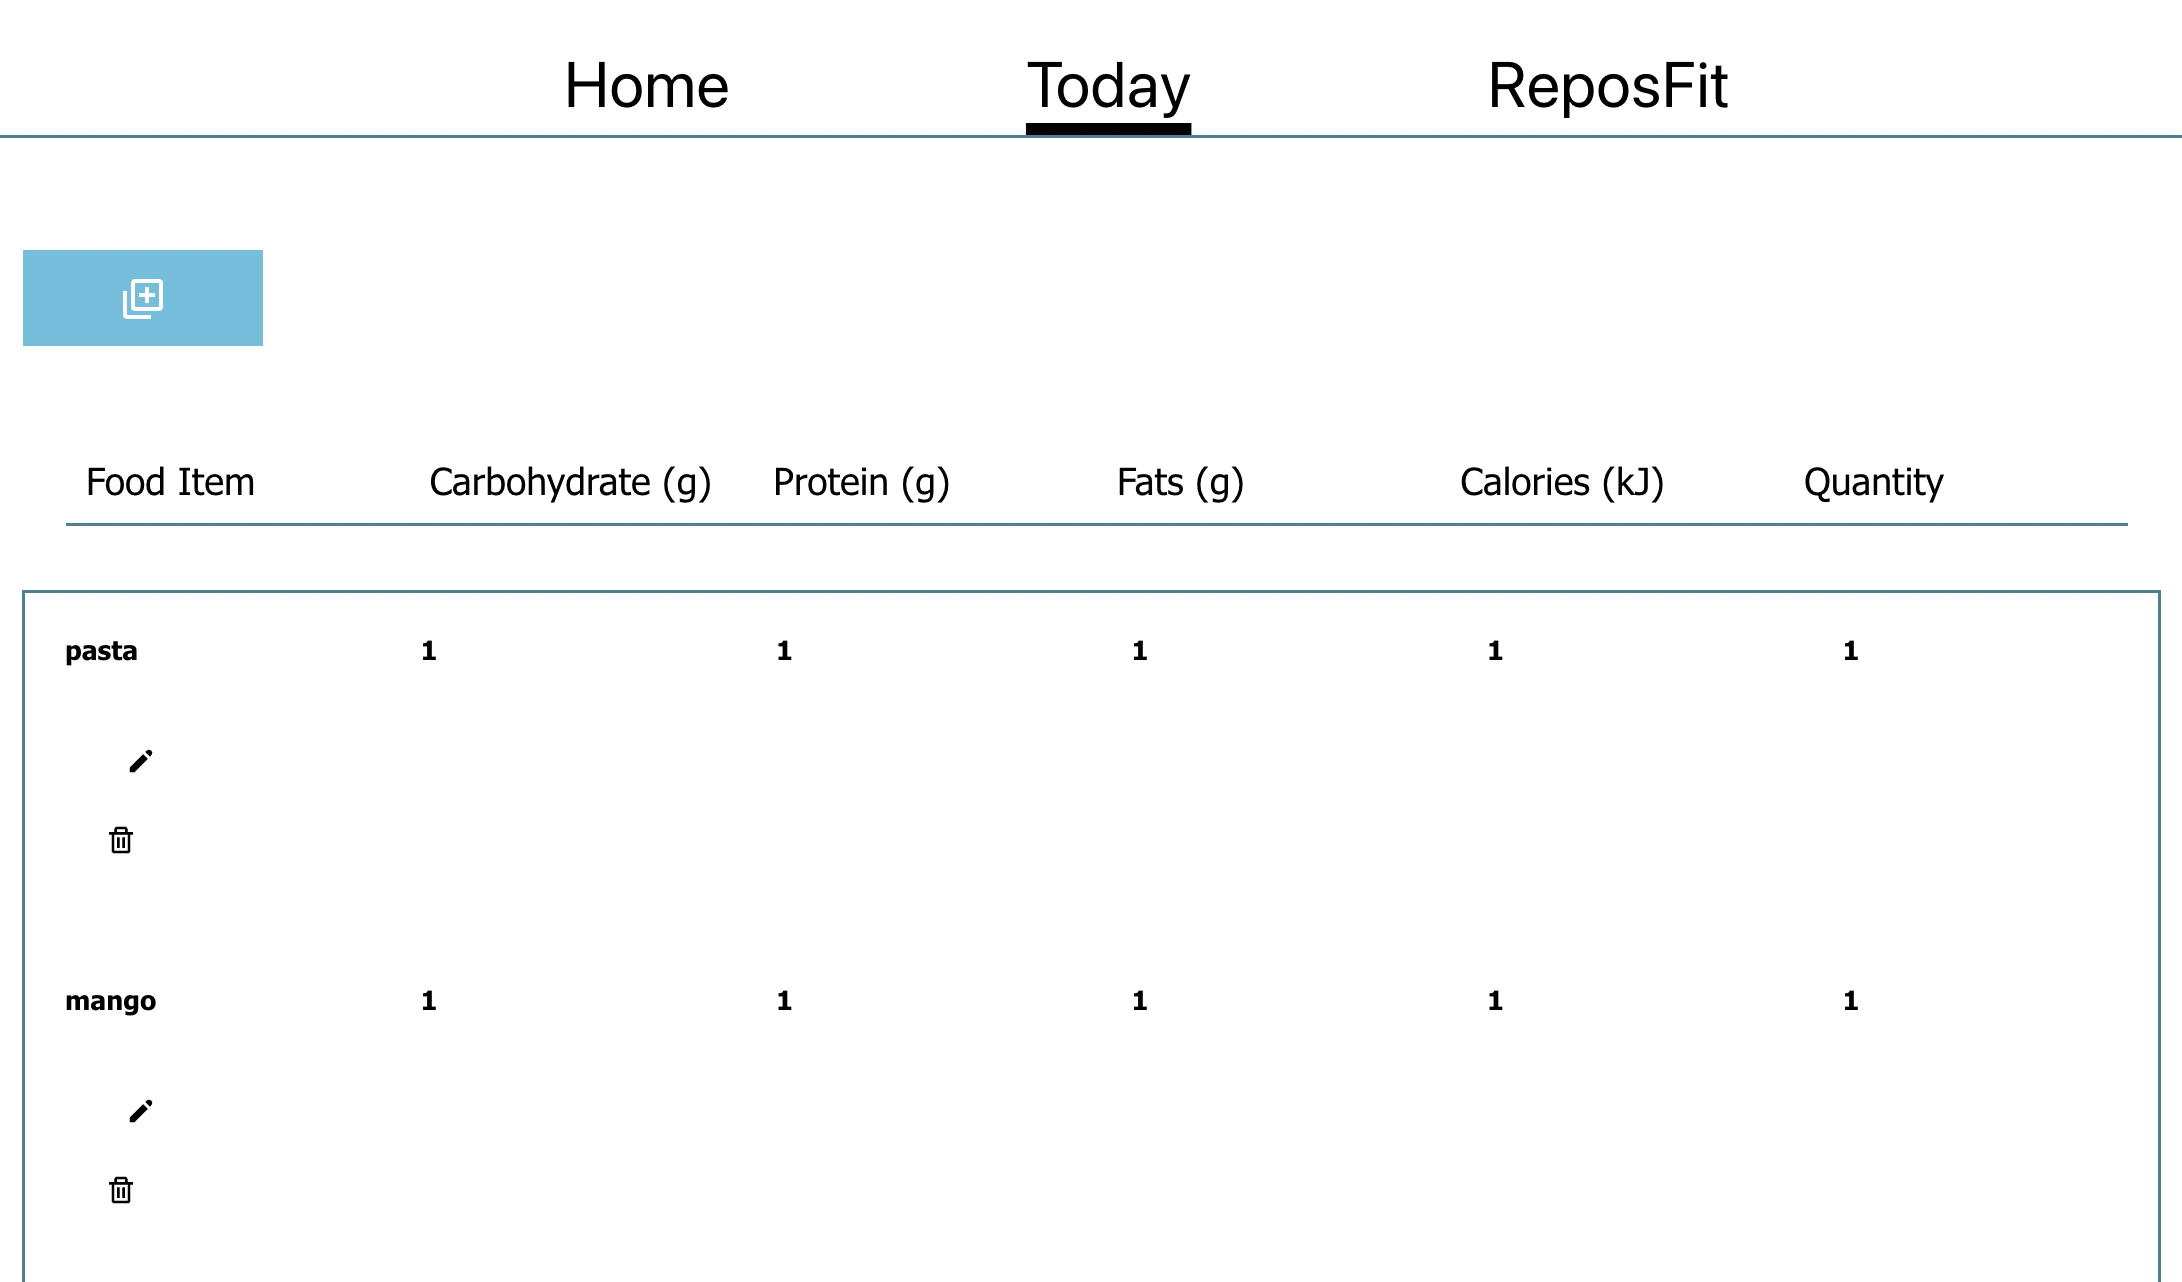 Home Today ReposFit
Food Item Carbohydrate (g) Protein (g) Fats (g) Calories (kJ) Quantity
pasta 1 1 1 1 1
mango 1 1 1 1 1